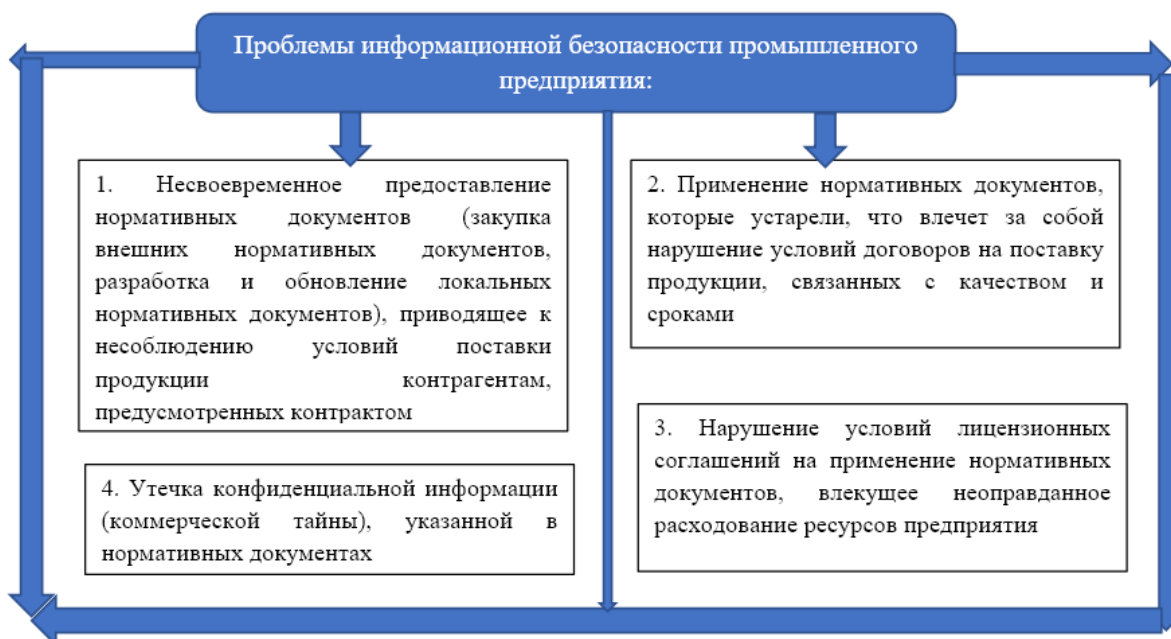 Проблемы информационной безопасности промышленного
предприятия:
1. Несвоевременное предоставление
нормативных документов (закупка
внешних нормативных документов,
разработка и обновление локальных
нормативных документов), приводящее к
несоблюдению условий поставки
продукции контрагентам,
предусмотренных контрактом
2. Применение нормативных документов,
которые устарели, что влечет за собой
нарушение условий договоров на поставку
продукции, связанных с качеством и
сроками
3. Нарушение условий лицензионных
соглашений на применение нормативных
документов, влекущее неоправданное
расходование ресурсов предприятия
4. Утечка конфиденциальной информации
(коммерческой тайны), указанной в
нормативных документах